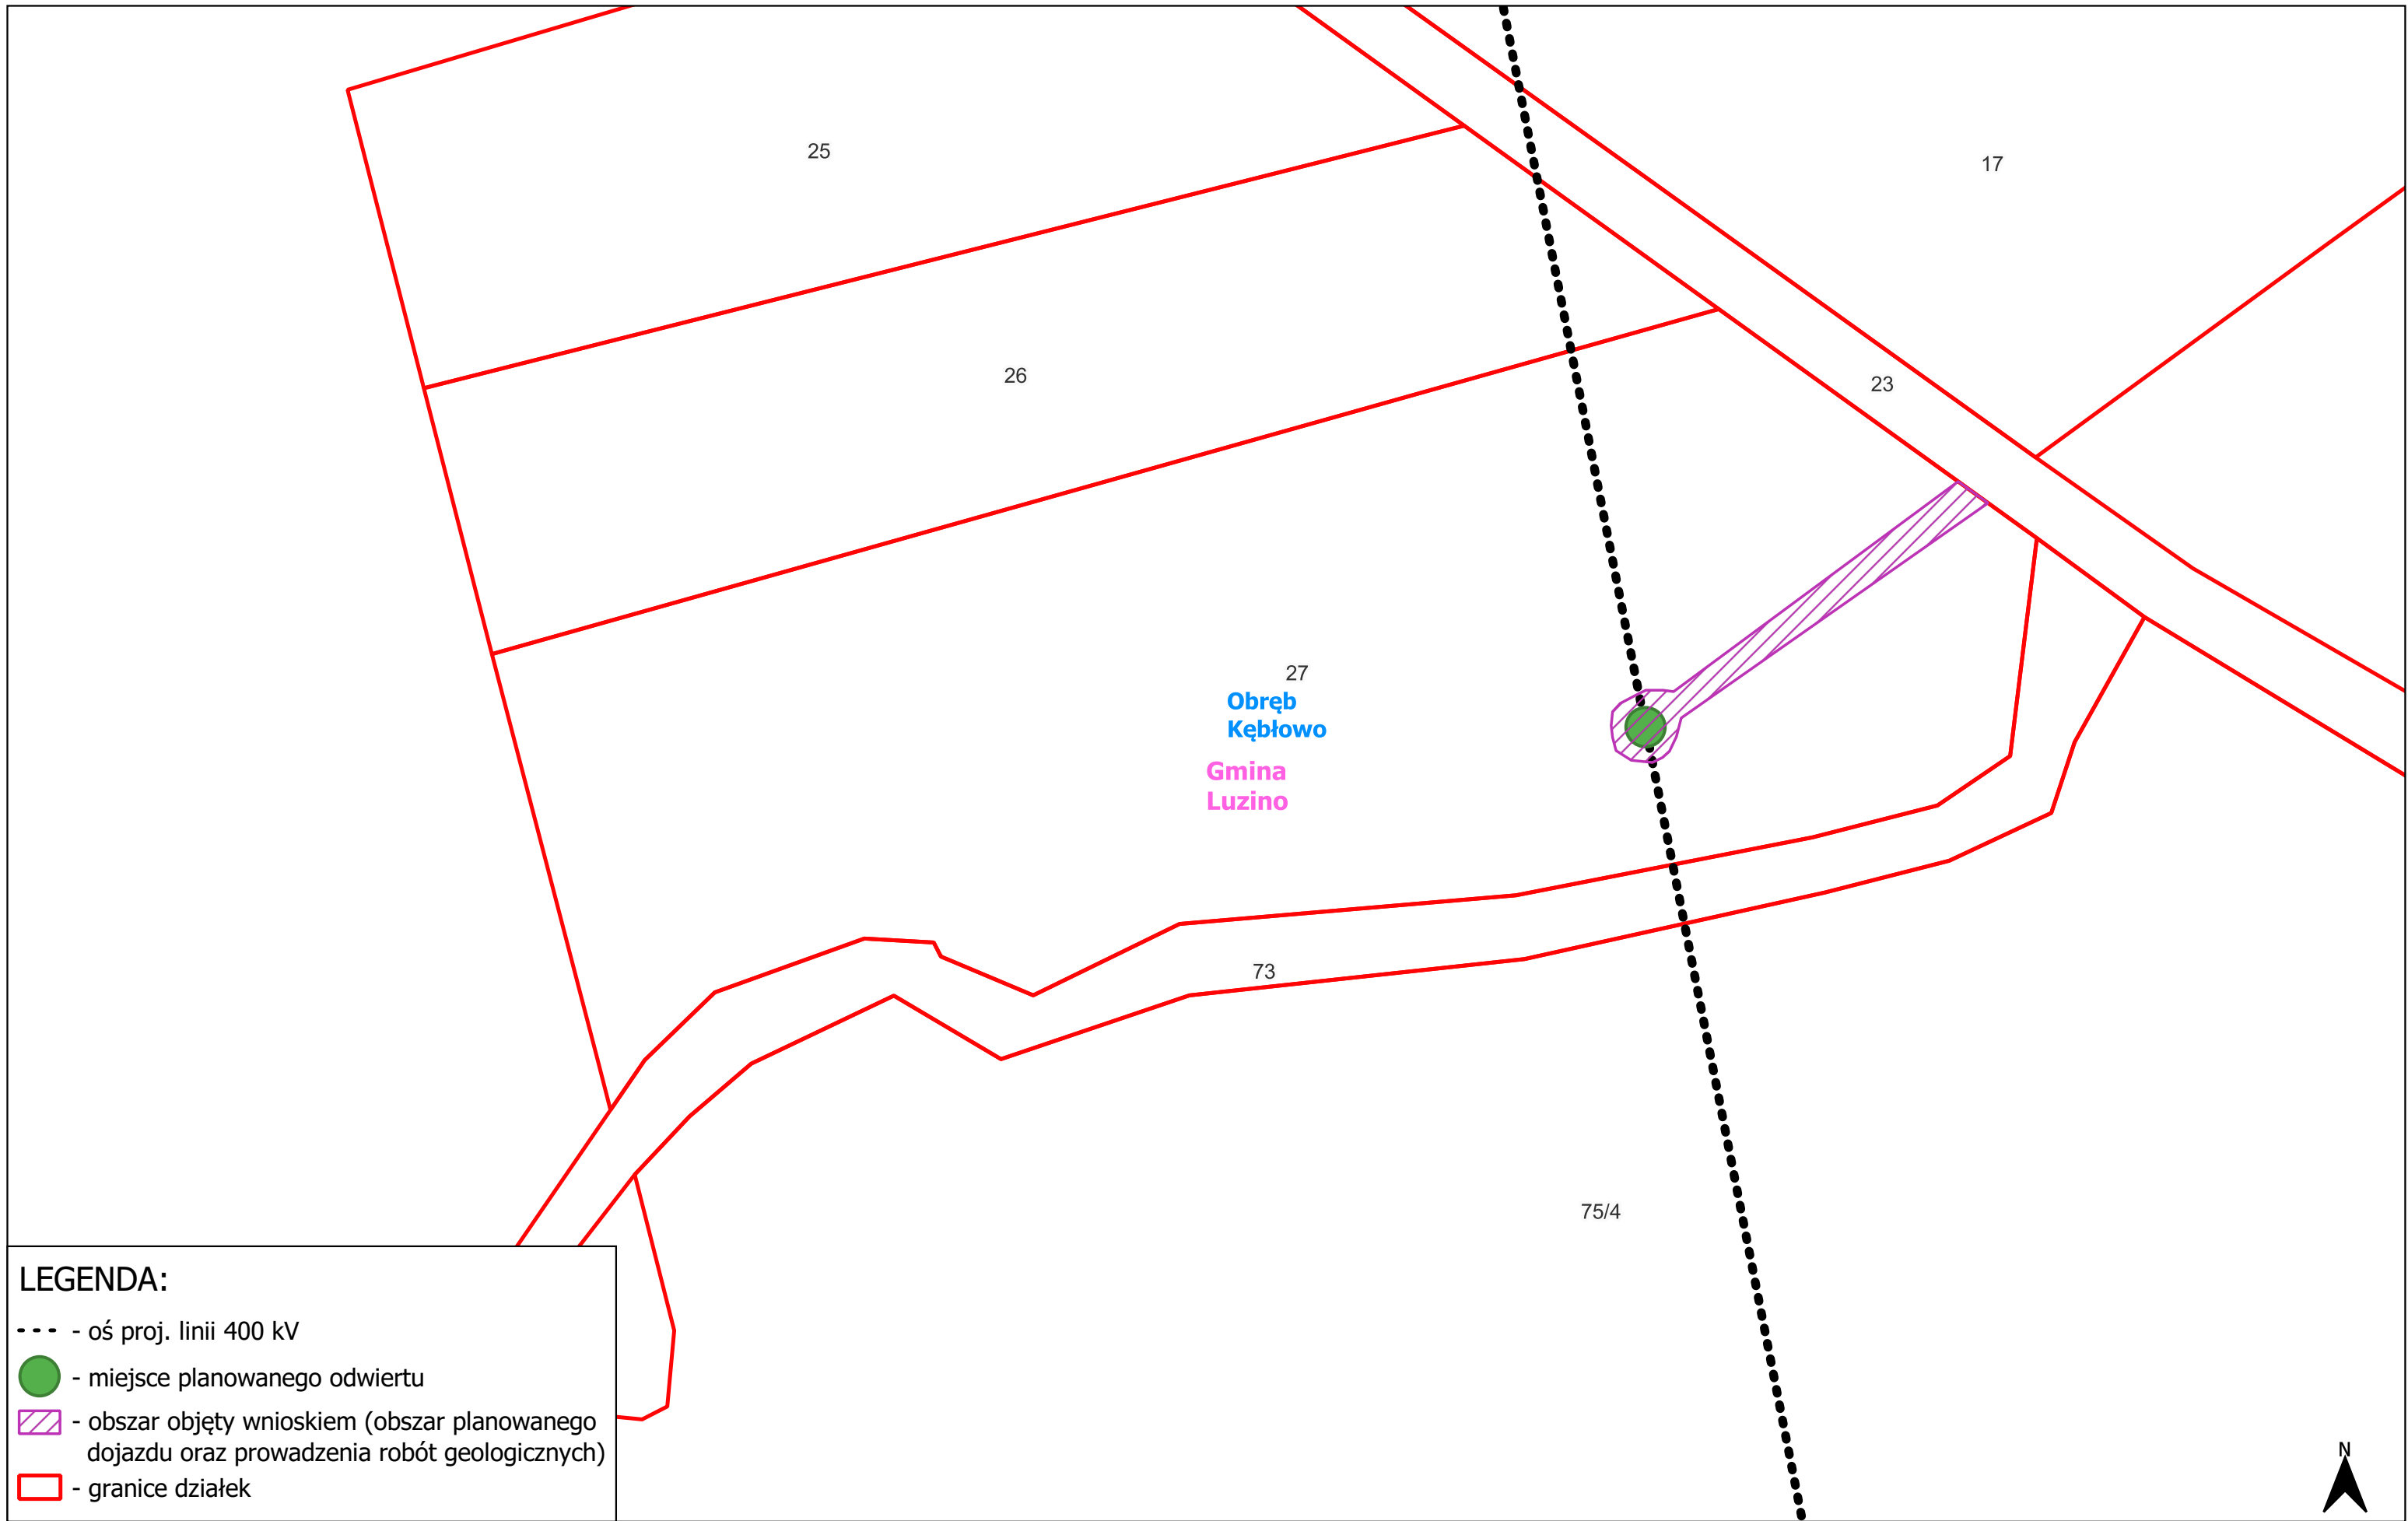 25
17
26
23
27
Obręb
Kębłowo
Gmina
Luzino
73
75/4
LEGENDA:
- oś proj. linii 400 kV
- miejsce planowanego odwiertu
- obszar objęty wnioskiem (obszar planowanego
dojazdu oraz prowadzenia robót geologicznych)
- granice działek
N